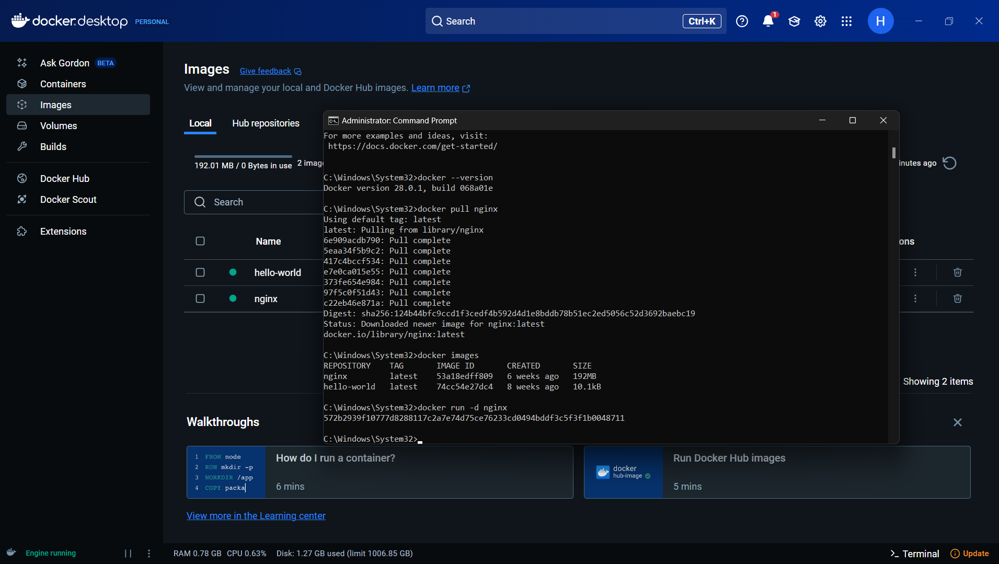 docker.desktop PERSONAL
Search Ctrl+K
1
H
Ask Gordon BETA
Containers
Images
Volumes
Builds
Docker Hub
Docker Scout
Extensions
Images Give feedback
View and manage your local and Docker Hub images. Learn more
Local Hub repositories
192.01 MB / 0 Bytes in use 2 imag
inutes ago
Search
Name
ons
hello-world
nginx
Showing 2 items
Administrator: Command Prompt
For more examples and ideas, visit:
https://docs.docker.com/get-started/
C:\Windows\System32>docker --version
Docker version 28.0.1, build 068a01e
C:\Windows\System32>docker pull nginx
Using default tag: latest
latest: Pulling from library/nginx
6e909acdb790: Pull complete
5eaa34f5b9c2: Pull complete
417c4bccf534: Pull complete
e7e0ca015e55: Pull complete
373fe654e984: Pull complete
97f5c0f51d43: Pull complete
c22eb46e871a: Pull complete
Digest: sha256:124b44bfc9ccd1f3cedf4b592d4d1e8bddb78b51ec2ed5056c52d3692baebc19
Status: Downloaded newer image for nginx:latest
docker.io/library/nginx:latest
C:\Windows\System32>docker images
REPOSITORY TAG IMAGE ID CREATED SIZE
nginx latest 53a18edff809 6 weeks ago 192MB
hello-world latest 74cc54e27dc4 8 weeks ago 10.1kB
C:\Windows\System32>docker run -d nginx
572b2939f10777d8288117c2a7e74d75ce76233cd0494bddf3c5f3f1b0048711
C:\Windows\System32>
Walkthroughs
1 FROM node
2 RUN mkdir -p
3 WORKDIR /app
4 COPY packa
How do I run a container?
6 mins
docker
hub-image
Run Docker Hub images
5 mins
View more in the Learning center
Engine running
RAM 0.78 GB CPU 0.63% Disk: 1.27 GB used (limit 1006.85 GB)
>_ Terminal
Update